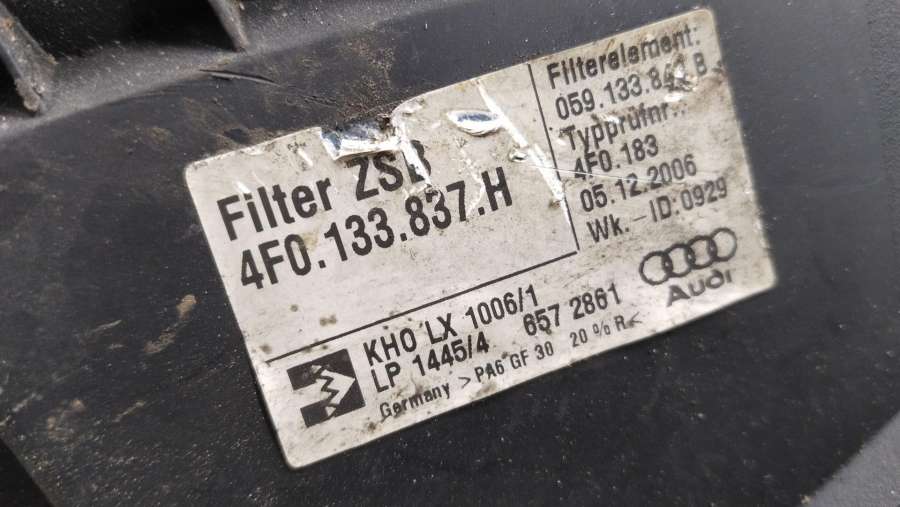 Filter ZSB
4F0.133.837.H
Filterelement:
059.133.843.B
Typprüfnr.:
4F0.183
05.12.2006
Wk.-ID:0929
Audi
KHO LX 1006/1
LP 1445/4 657 2861
Germany >PA6 GF 30 20%R<